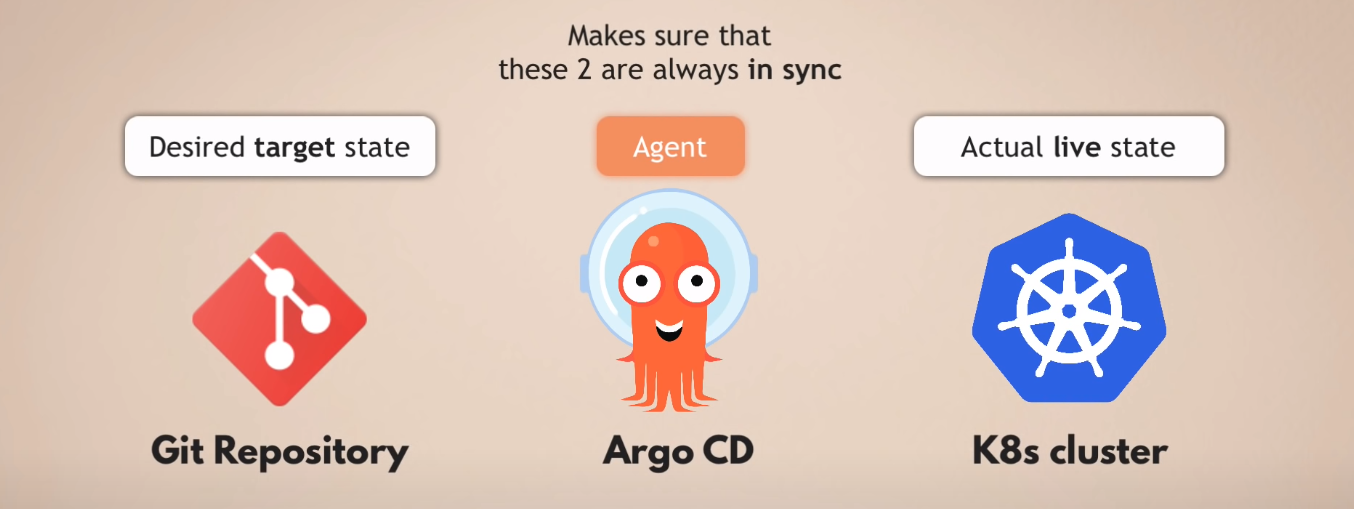 Makes sure that
these 2 are always in sync
Desired target state
Agent
Actual live state
Git Repository
Argo CD
K8s cluster